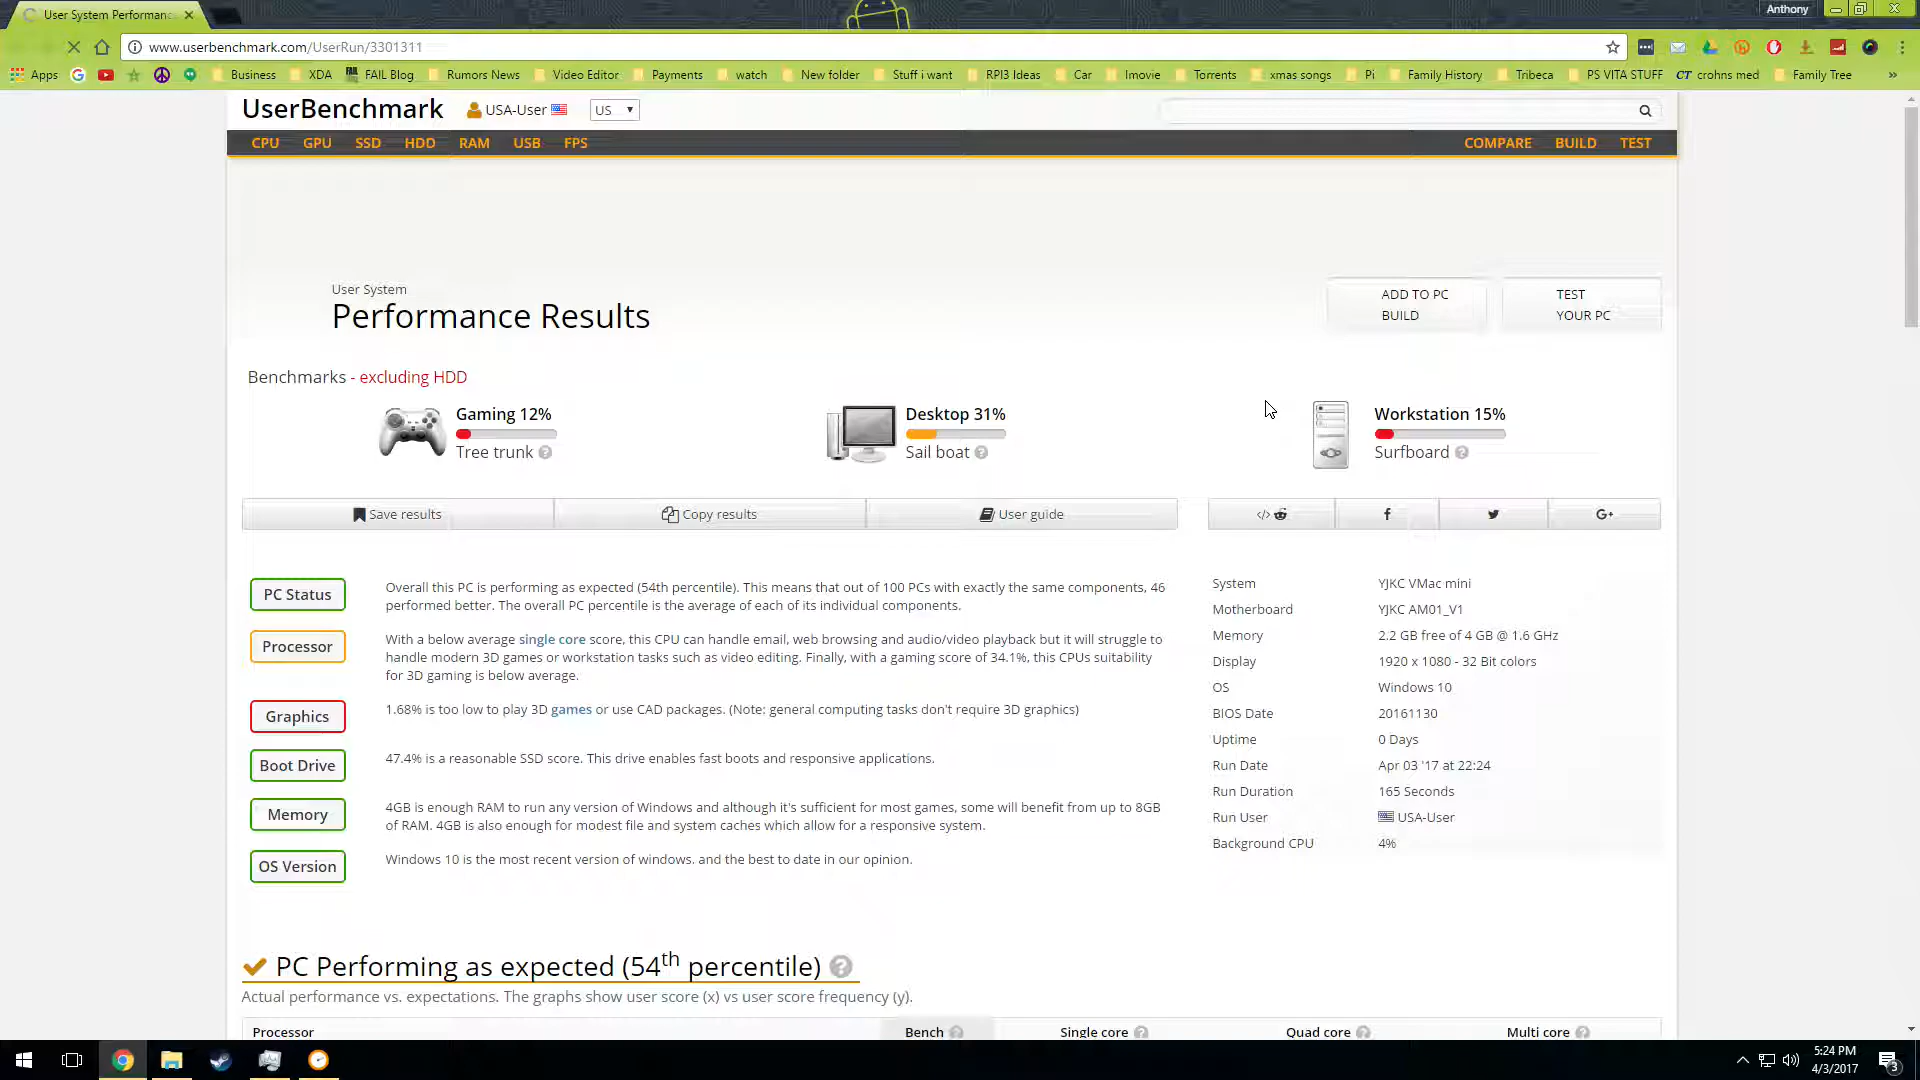 User System Performanc
Anthony
www.userbenchmark.com/UserRun/3301311
Apps Business XDA FAIL Blog Rumors News Video Editor Payments watch New folder Stuff i want RPI3 Ideas Car Imovie Torrents xmas songs Pi Family History Tribeca PS VITA STUFF CT crohns med Family Tree »
UserBenchmark USA-User US
CPU GPU SSD HDD RAM USB FPS COMPARE BUILD TEST
User System
Performance Results
ADD TO PC
BUILD
TEST
YOUR PC
Benchmarks - excluding HDD
Gaming 12%
Tree trunk
Desktop 31%
Sail boat
Workstation 15%
Surfboard
Save results Copy results User guide </> f G+
PC Status
Overall this PC is performing as expected (54th percentile). This means that out of 100 PCs with exactly the same components, 46
performed better. The overall PC percentile is the average of each of its individual components.
Processor
With a below average single core score, this CPU can handle email, web browsing and audio/video playback but it will struggle to
handle modern 3D games or workstation tasks such as video editing. Finally, with a gaming score of 34.1%, this CPUs suitability
for 3D gaming is below average.
Graphics
1.68% is too low to play 3D games or use CAD packages. (Note: general computing tasks don't require 3D graphics)
Boot Drive
47.4% is a reasonable SSD score. This drive enables fast boots and responsive applications.
Memory
4GB is enough RAM to run any version of Windows and although it's sufficient for most games, some will benefit from up to 8GB
of RAM. 4GB is also enough for modest file and system caches which allow for a responsive system.
OS Version
Windows 10 is the most recent version of windows. and the best to date in our opinion.
System YJKC VMac mini
Motherboard YJKC AM01_V1
Memory 2.2 GB free of 4 GB @ 1.6 GHz
Display 1920 x 1080 - 32 Bit colors
OS Windows 10
BIOS Date 20161130
Uptime 0 Days
Run Date Apr 03 '17 at 22:24
Run Duration 165 Seconds
Run User USA-User
Background CPU 4%
PC Performing as expected (54th percentile) ?
Actual performance vs. expectations. The graphs show user score (x) vs user score frequency (y).
Processor Bench Single core Quad core Multi core
5:24 PM
4/3/2017
3